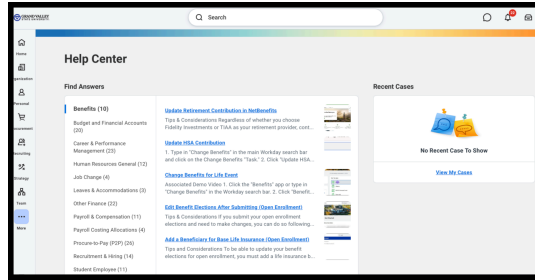 GRAND VALLEY
STATE UNIVERSITY
Search
Home
Help Center
Find Answers
Benefits (10)
Budget and Financial Accounts
(20)
Career & Performance
Management (23)
Human Resources General (12)
Job Change (4)
Leaves & Accommodations (3)
Other Finance (22)
Payroll & Compensation (11)
Payroll Costing Allocations (4)
Procure-to-Pay (P2P) (26)
Recruitment & Hiring (14)
Student Employee (11)
Update Retirement Contribution in NetBenefits
Tips & Considerations Regardless of whether you choose
Fidelity Investments or TIAA as your retirement provider, cont...
Update HSA Contribution
1. Type in "Change Benefits" in the main Workday search bar
and click on the Change Benefits "Task." 2. Click "Update HSA...
Change Benefits for Life Event
Associated Demo Video 1. Click the "Benefits" app or type in
"Change Benefits" in the Workday search bar. 2. Click "Benefit...
Edit Benefit Elections After Submitting (Open Enrollment)
Tips & Considerations If you submit your open enrollment
elections and need to make changes, you can do so following...
Add a Beneficiary for Base Life Insurance (Open Enrollment)
Tips and Considerations To be able to update your benefit
elections for open enrollment, you must add a life insurance b...
Recent Cases
No Recent Case To Show
View My Cases
ganization
Personal
ocurement
ecruiting
Strategy
Team
More